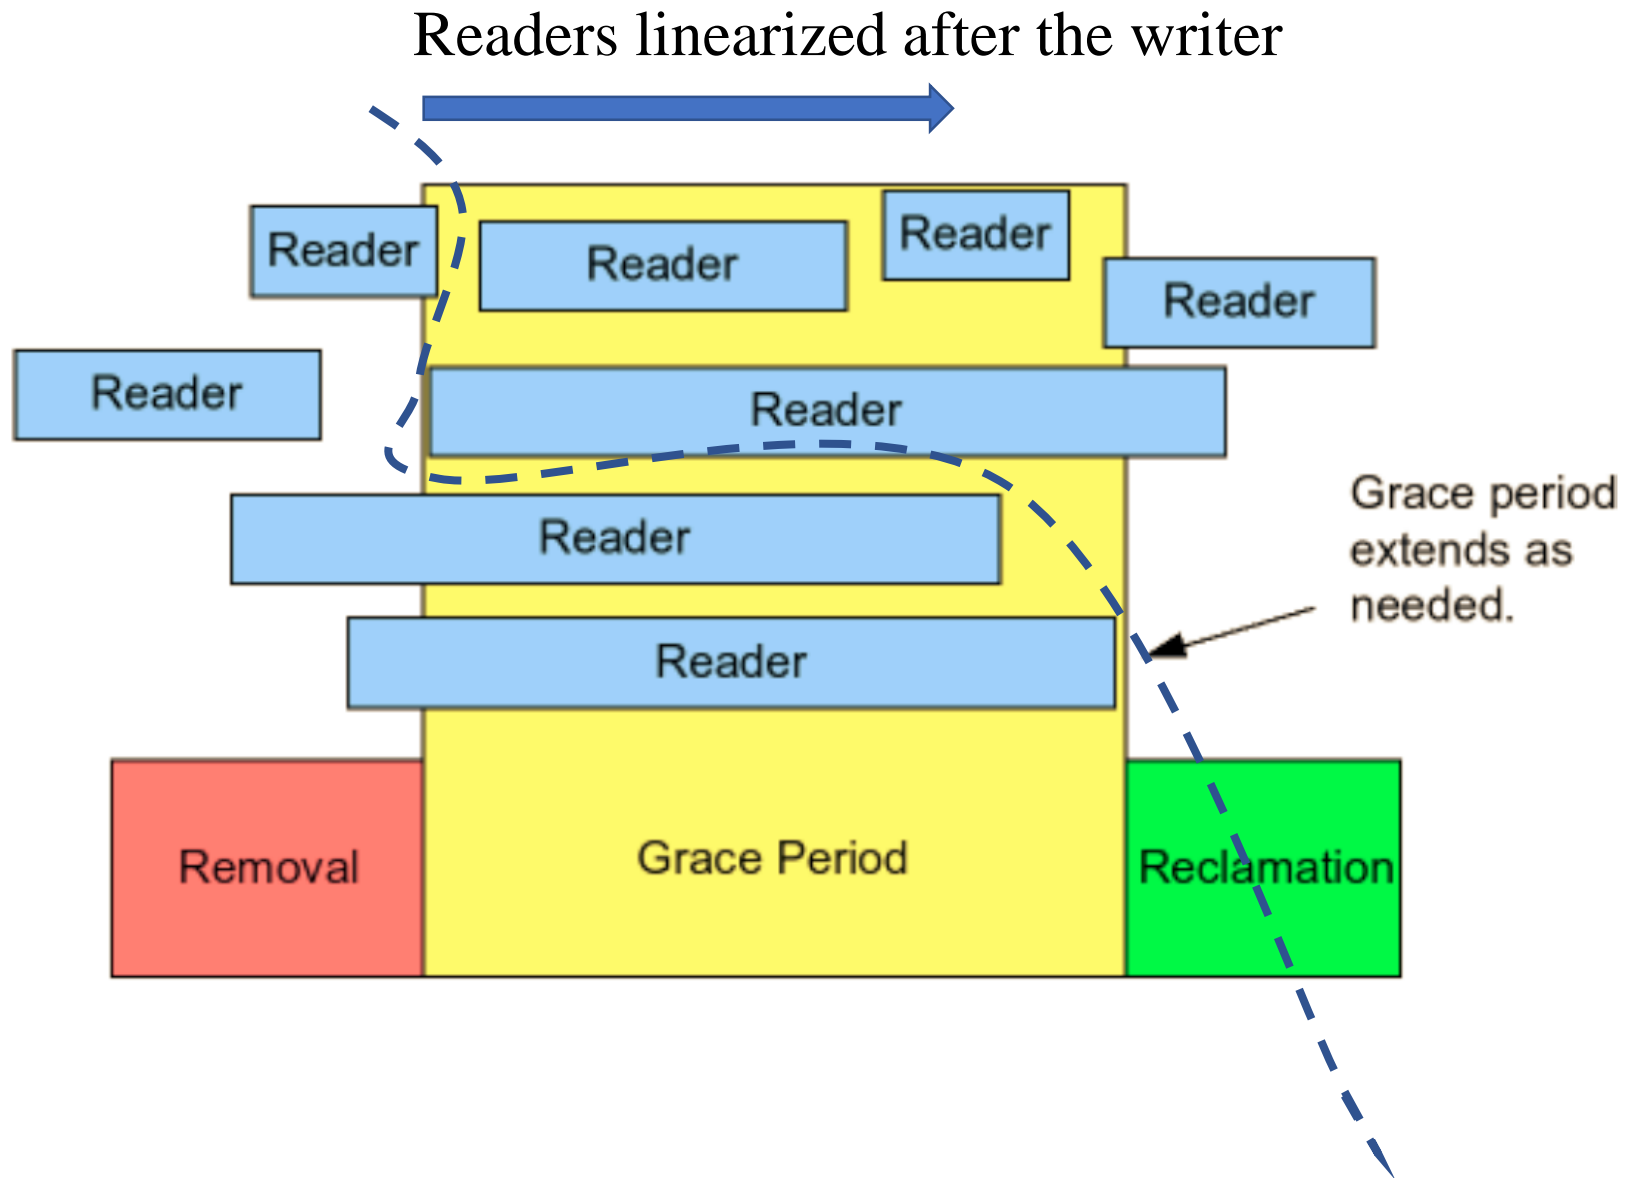 Readers linearized after the writer
Reader
Reader
Reader
Reader
Reader
Reader
Reader
Reader
Grace period
extends as
needed.
Removal
Grace Period
Reclamation